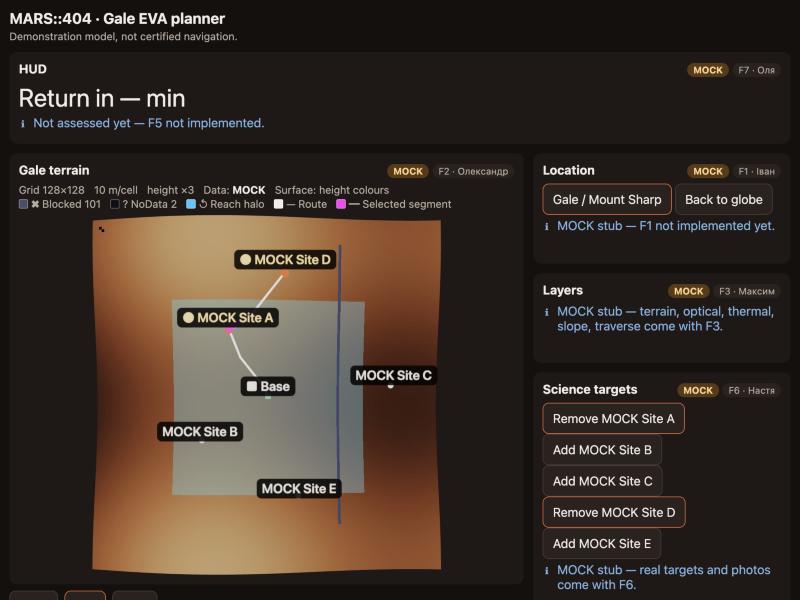 MARS::404 · Gale EVA planner
Demonstration model, not certified navigation.
HUD
MOCK F7 · Оля
Return in — min
i Not assessed yet — F5 not implemented.
Gale terrain
MOCK F2 · Олександр
Grid 128×128 10 m/cell height ×3 Data: MOCK Surface: height colours
✖ Blocked 101 ? NoData 2 ↺ Reach halo — Route — Selected segment
MOCK Site D
MOCK Site A
MOCK Site C
Base
MOCK Site B
MOCK Site E
Location
MOCK F1 · Іван
Gale / Mount Sharp Back to globe
i MOCK stub — F1 not implemented yet.
Layers
MOCK F3 · Максим
i MOCK stub — terrain, optical, thermal,
slope, traverse come with F3.
Science targets
MOCK F6 · Настя
Remove MOCK Site A
Add MOCK Site B
Add MOCK Site C
Remove MOCK Site D
Add MOCK Site E
i MOCK stub — real targets and photos
come with F6.